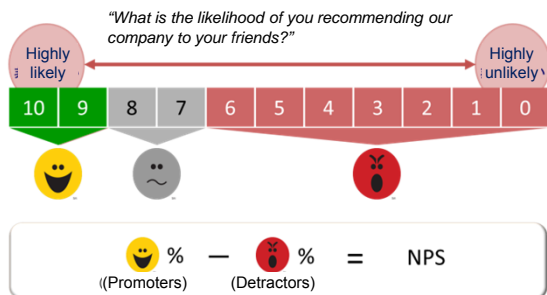 “What is the likelihood of you recommending our
company to your friends?”
Highly
likely
Highly
unlikely
10 9 8 7 6 5 4 3 2 1 0
% — % = NPS
((Promoters) (Detractors)